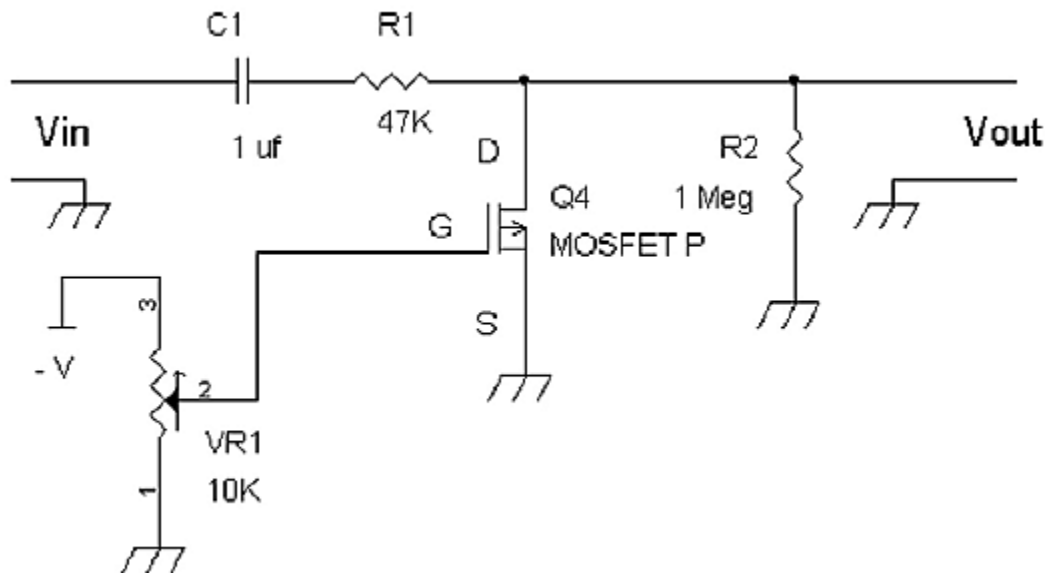 C1
R1
Vin
1 uf
47K
D
R2
1 Meg
Vout
G
Q4
MOSFET P
S
3
- V
2
VR1
10K
1